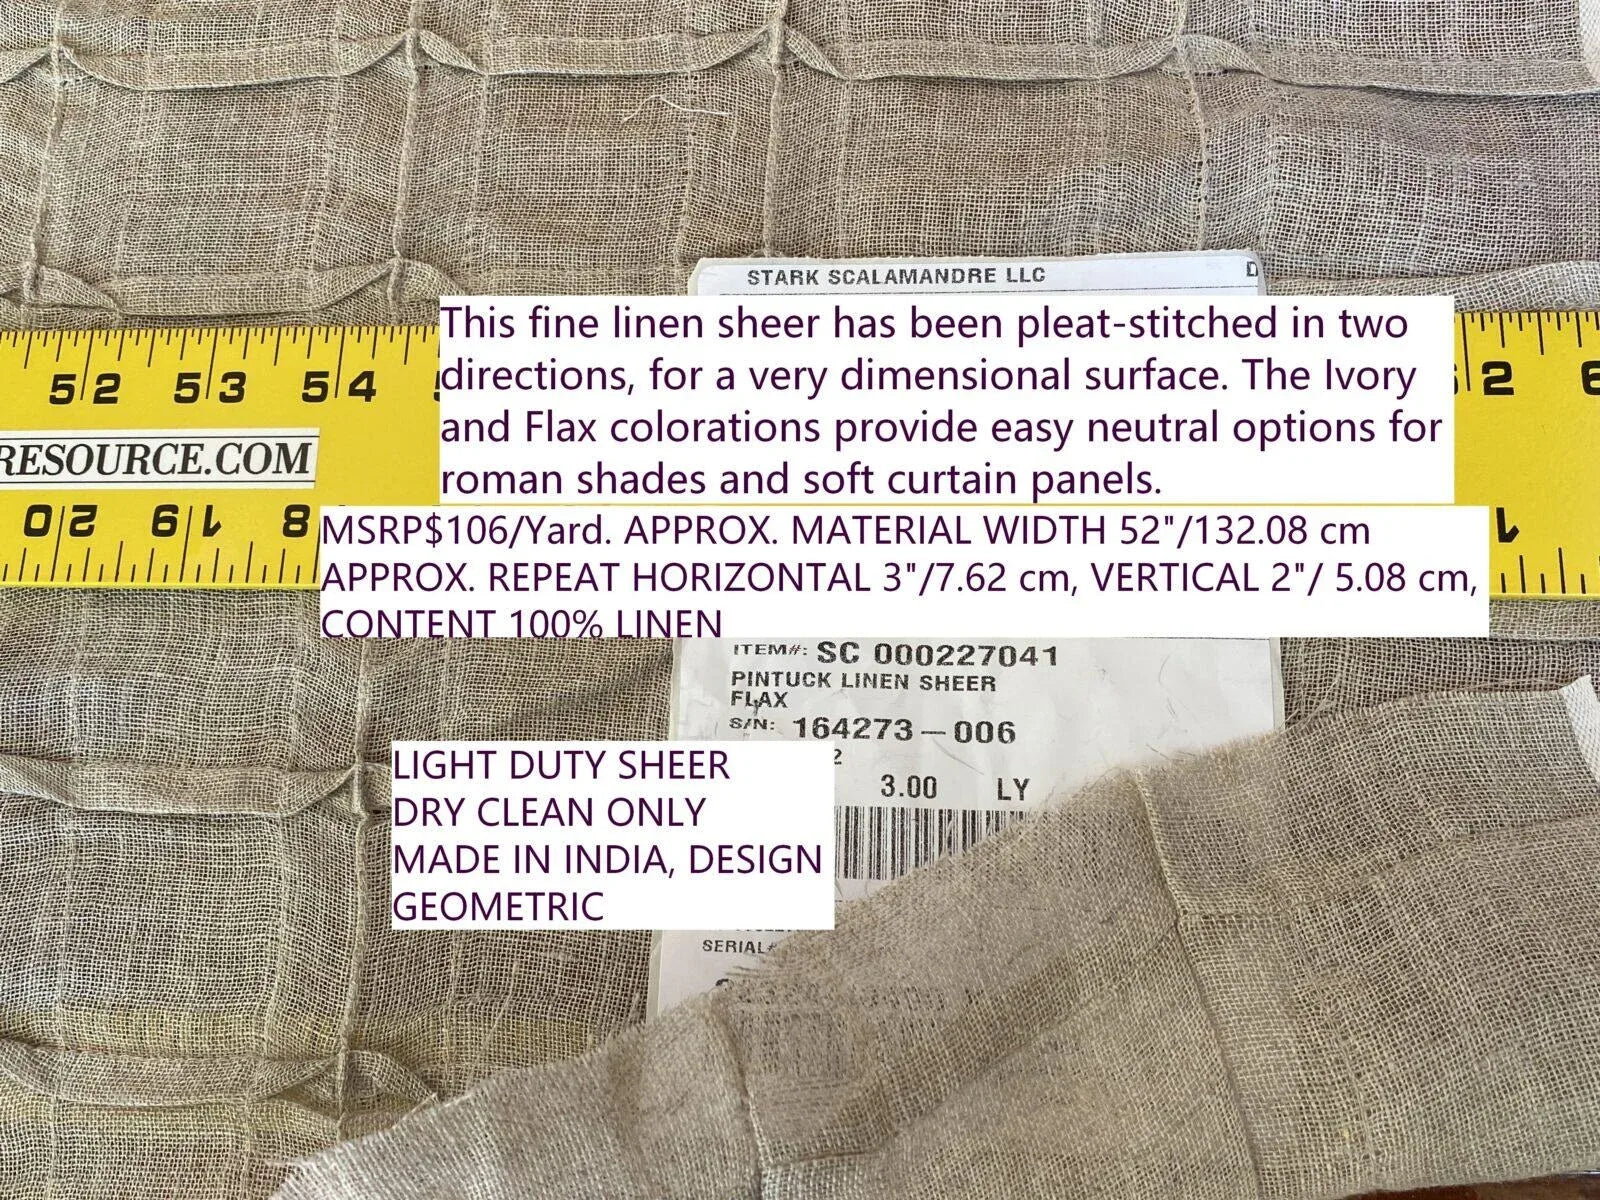 STARK SCALAMANDRE LLC
This fine linen sheer has been pleat-stitched in two
directions, for a very dimensional surface. The Ivory
and Flax colorations provide easy neutral options for
roman shades and soft curtain panels.
52 53 54
RESOURCE.COM
MSRP$106/Yard. APPROX. MATERIAL WIDTH 52"/132.08 cm
APPROX. REPEAT HORIZONTAL 3"/7.62 cm, VERTICAL 2"/ 5.08 cm,
CONTENT 100% LINEN
ITEM#: SC 000227041
PINTUCK LINEN SHEER
FLAX
S/N: 164273-006
2
3.00 LY
LIGHT DUTY SHEER
DRY CLEAN ONLY
MADE IN INDIA, DESIGN
GEOMETRIC
SERIAL#